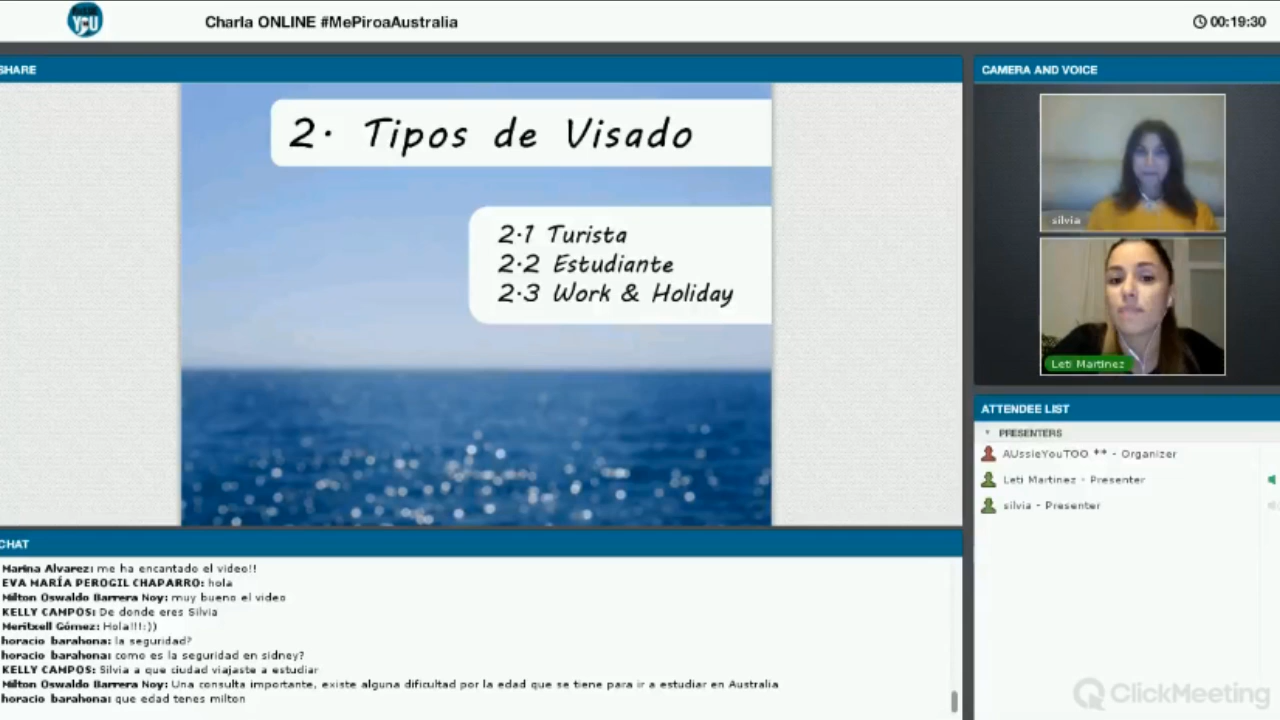 YOU
Charla ONLINE #MePiroaAustralia
00:19:30
SHARE
2. Tipos de Visado
2.1 Turista
2.2 Estudiante
2.3 Work & Holiday
CAMERA AND VOICE
silvia
Leti Martinez
ATTENDEE LIST
PRESENTERS
AUssieYouTOO ** - Organizer
Leti Martinez - Presenter
silvia - Presenter
CHAT
Marina Alvarez: me ha encantado el video!!
EVA MARÍA PEROGIL CHAPARRO: hola
Milton Oswaldo Barrera Noy: muy bueno el video
KELLY CAMPOS: De donde eres Silvia
Meritxell Gómez: Hola!!!:))
horacio barahona: la seguridad?
horacio barahona: como es la seguridad en sidney?
KELLY CAMPOS: Silvia a que ciudad viajaste a estudiar
Milton Oswaldo Barrera Noy: Una consulta importante, existe alguna dificultad por la edad que se tiene para ir a estudiar en Australia
horacio barahona: que edad tenes milton
ClickMeeting